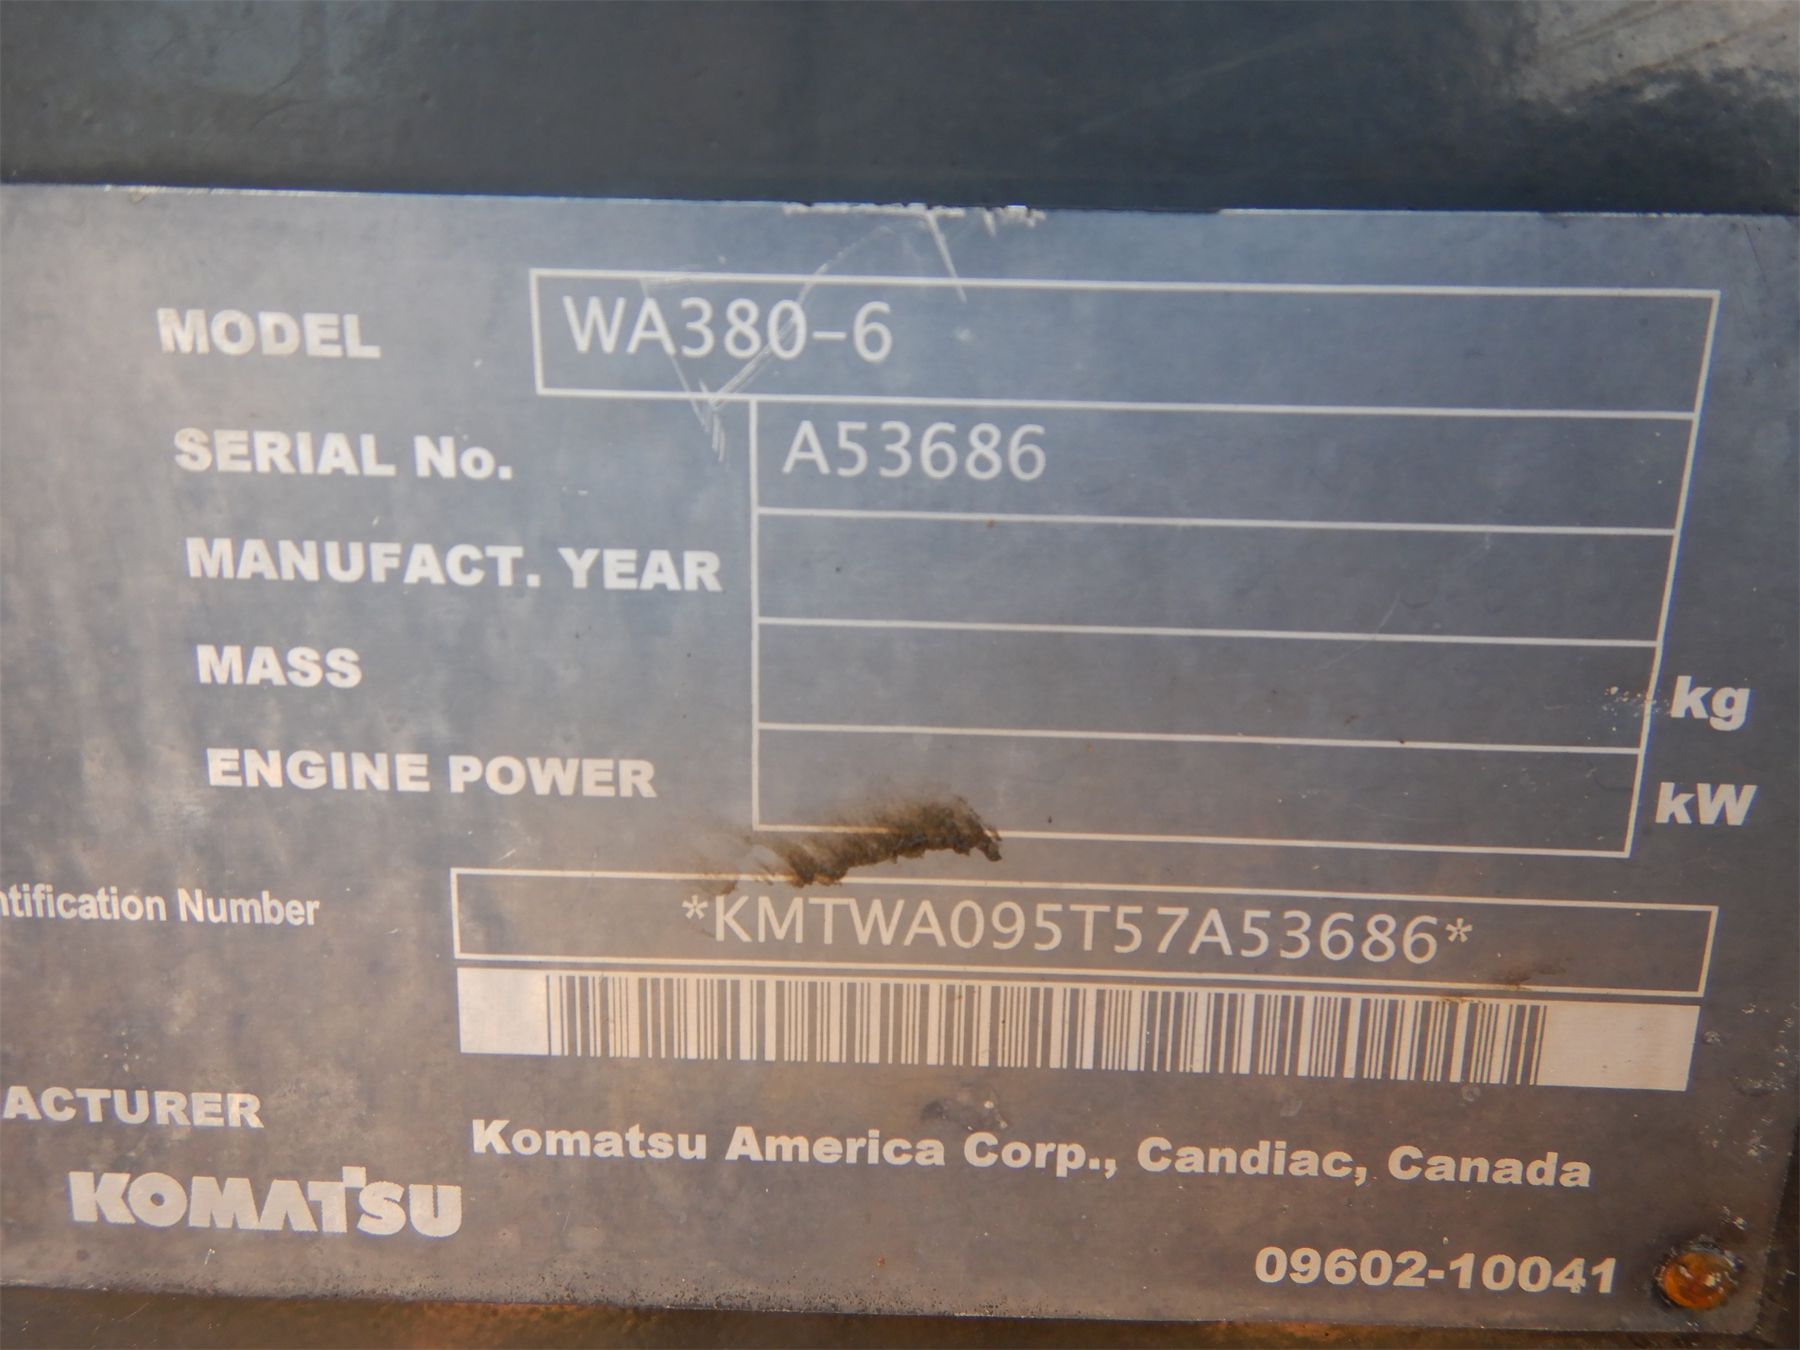 MODEL WA380-6
SERIAL No. A53686
MANUFACT. YEAR
MASS kg
ENGINE POWER kW
ntification Number *KMTWA095T57A53686*
ACTURER Komatsu America Corp., Candiac, Canada
KOMATSU
09602-10041